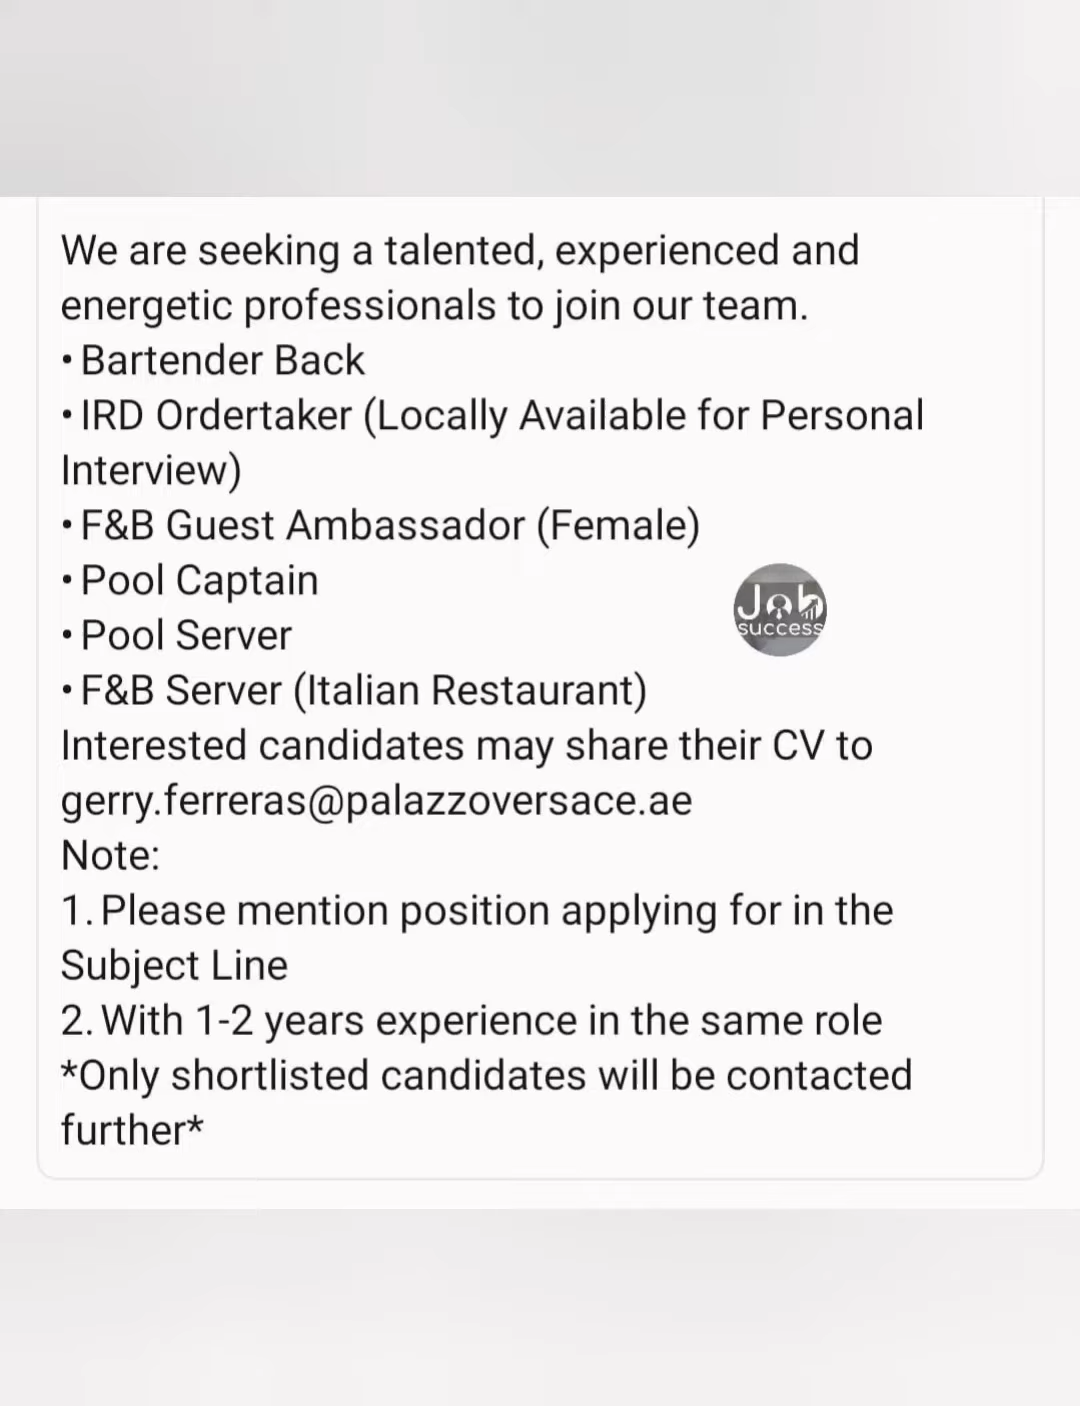 We are seeking a talented, experienced and
energetic professionals to join our team.
• Bartender Back
• IRD Ordertaker (Locally Available for Personal
Interview)
• F&B Guest Ambassador (Female)
• Pool Captain
Job
success
• Pool Server
• F&B Server (Italian Restaurant)
Interested candidates may share their CV to
gerry.ferreras@palazzoversace.ae
Note:
1. Please mention position applying for in the
Subject Line
2. With 1-2 years experience in the same role
*Only shortlisted candidates will be contacted
further*